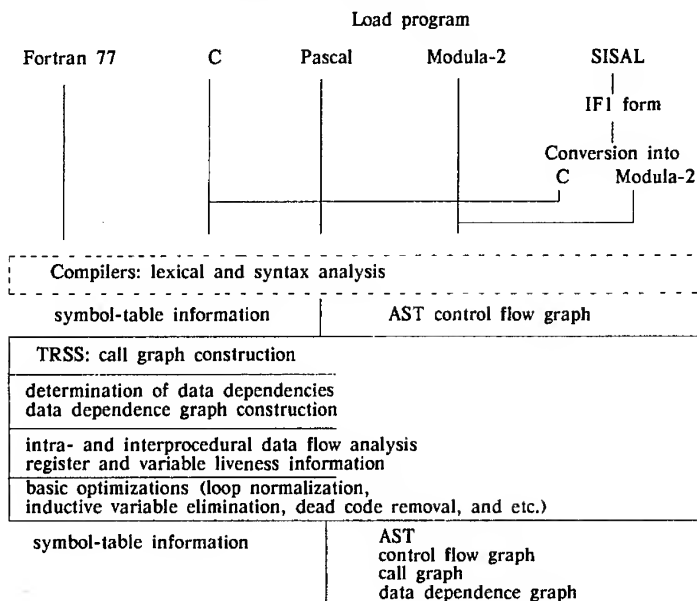 Load program
Fortran 77 C Pascal Modula-2 SISAL
IF1 form
Conversion into
C Modula-2
Compilers: lexical and syntax analysis
symbol-table information AST control flow graph
TRSS: call graph construction
determination of data dependencies
data dependence graph construction
intra- and interprocedural data flow analysis
register and variable liveness information
basic optimizations (loop normalization,
inductive variable elimination, dead code removal, and etc.)
symbol-table information
AST
control flow graph
call graph
data dependence graph